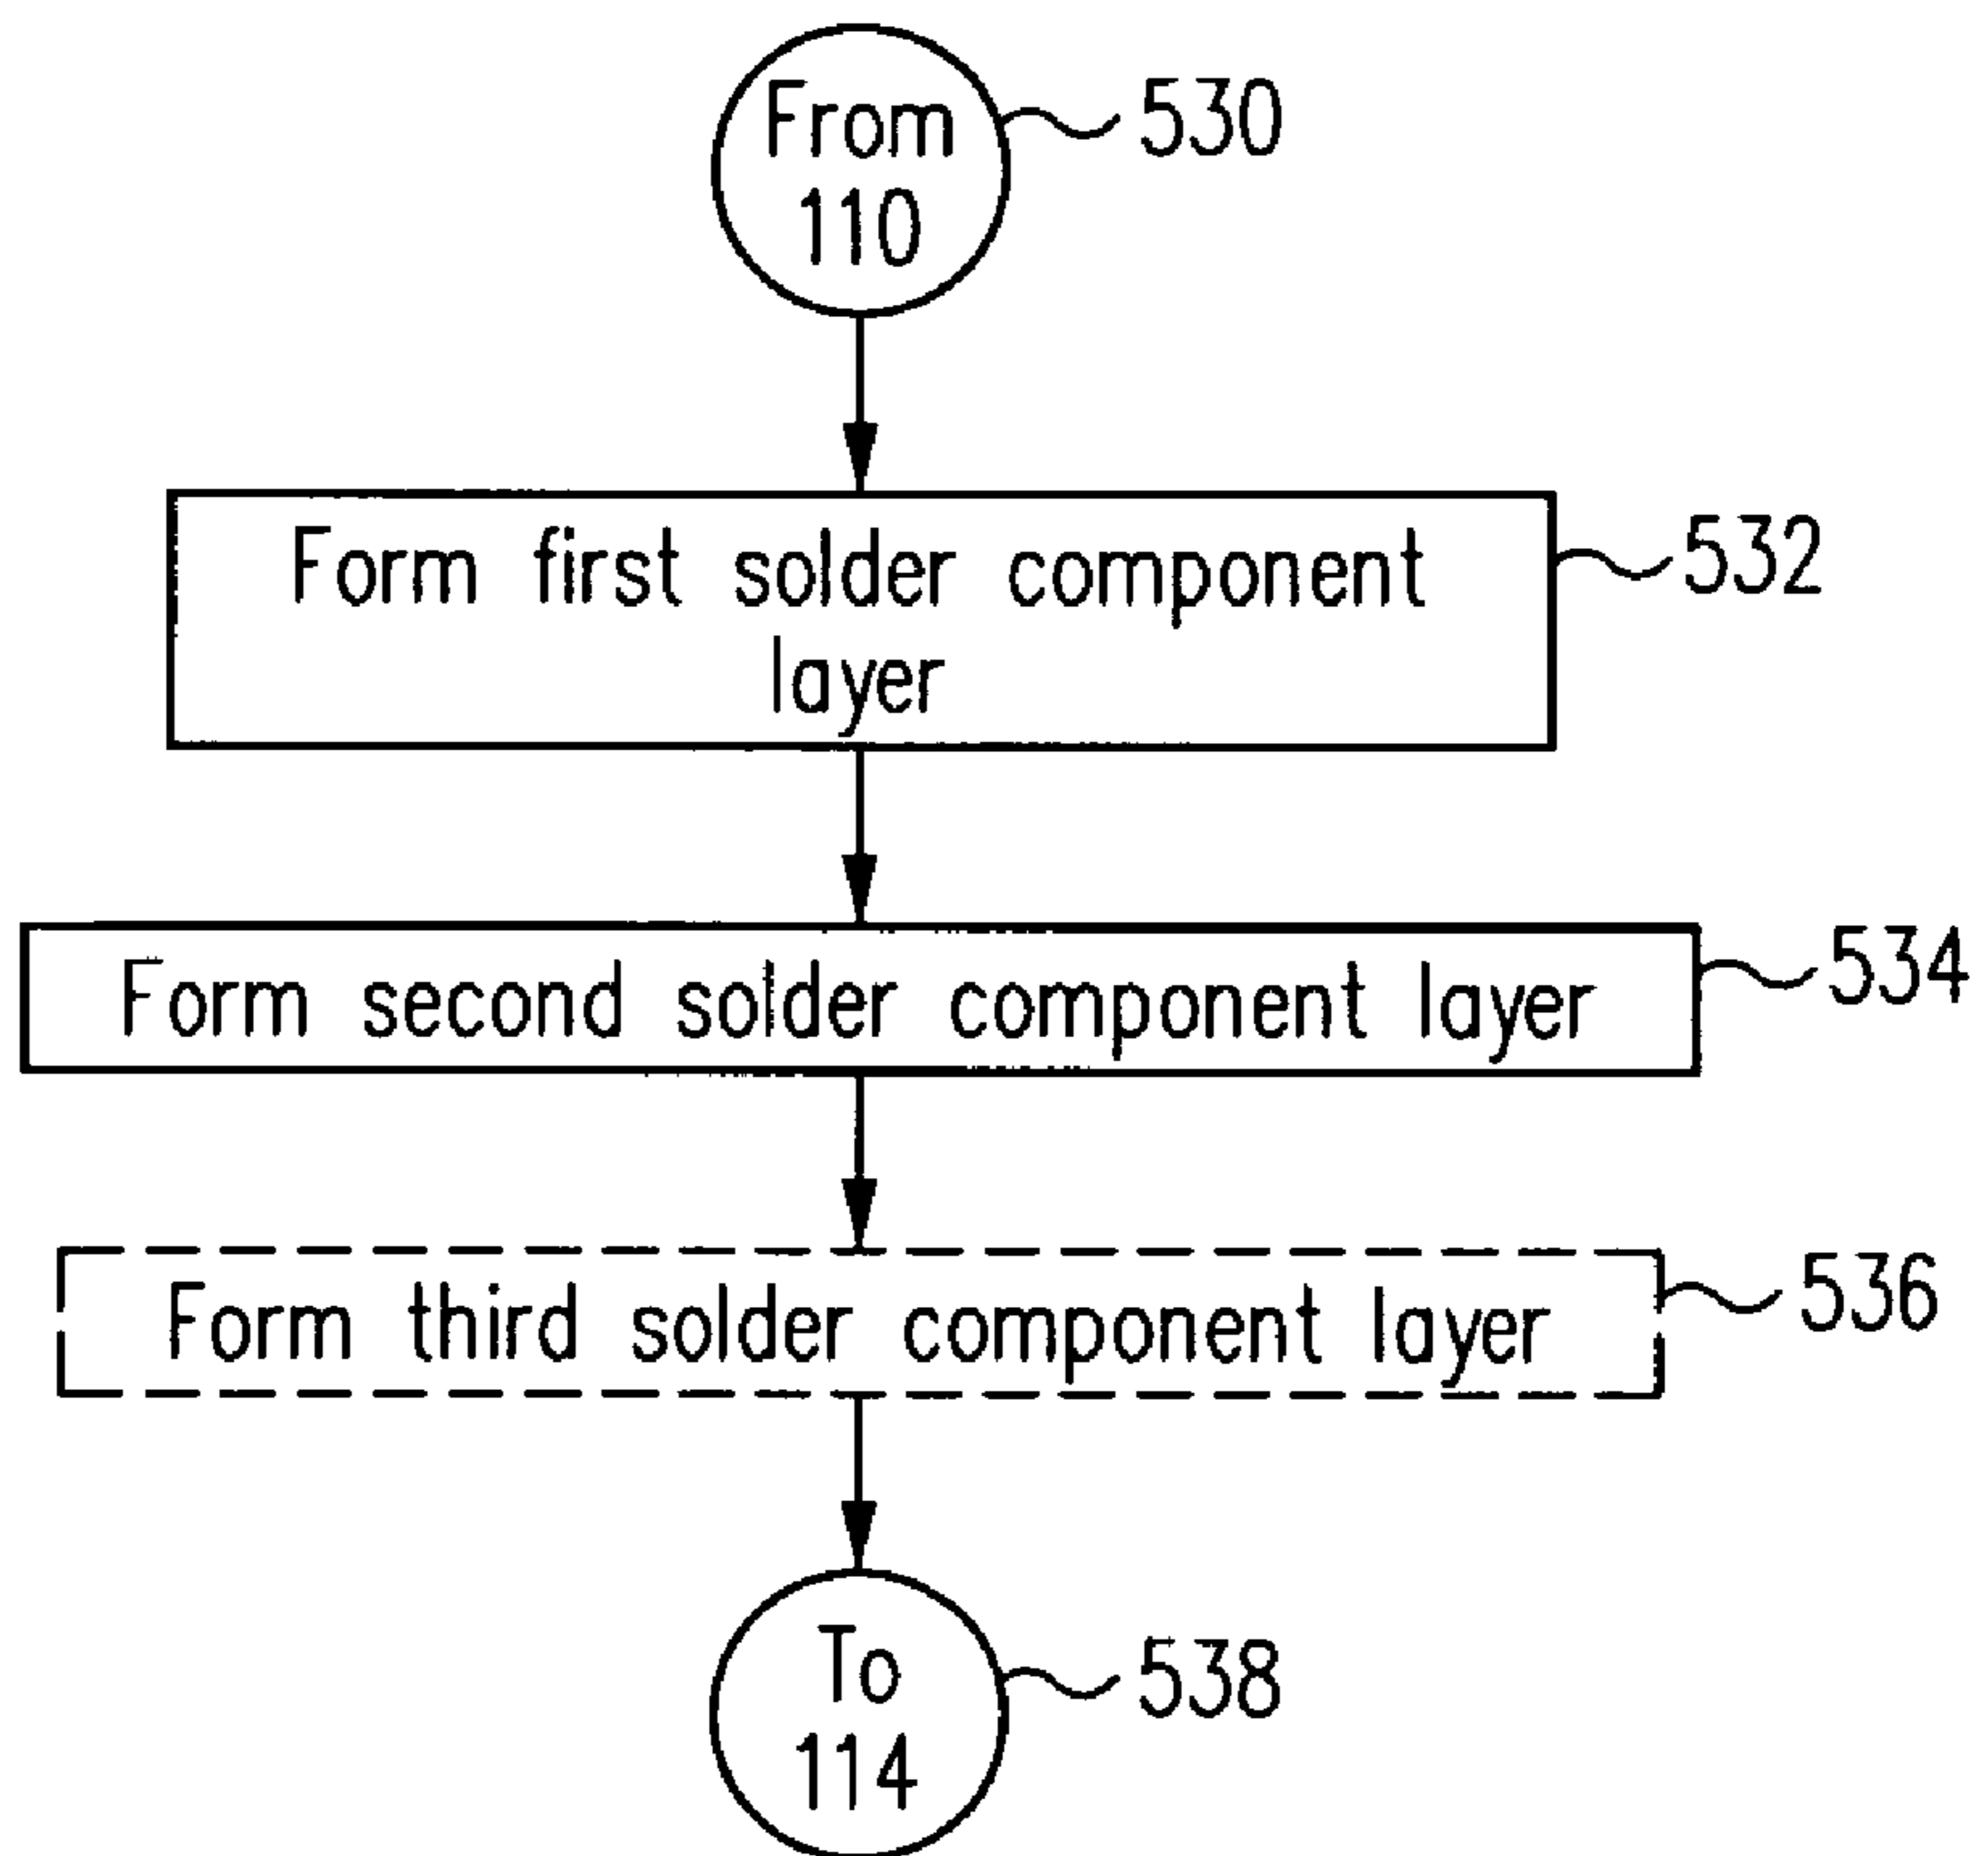 From
110
530
Form first solder component
layer
532
Form second solder component layer
534
Form third solder component layer
536
To
114
538